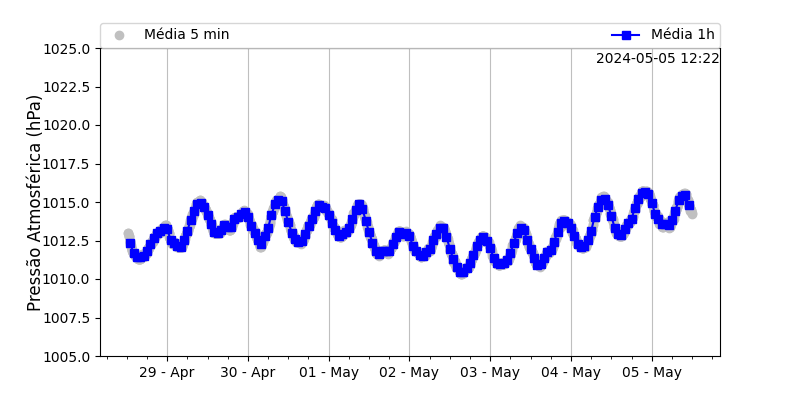 Média 5 min
Média 1h
2024-05-05 12:22
Pressão Atmosférica (hPa)
1025.0
1022.5
1020.0
1017.5
1015.0
1012.5
1010.0
1007.5
1005.0
29 - Apr
30 - Apr
01 - May
02 - May
03 - May
04 - May
05 - May